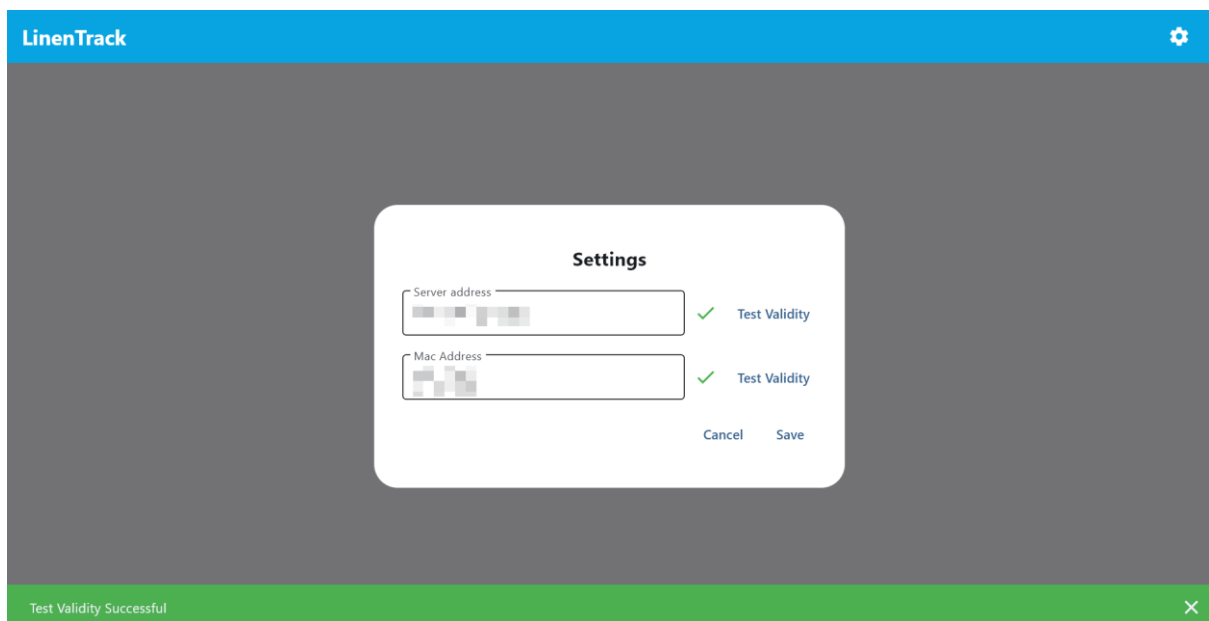 LinenTrack
Settings
Server address
Test Validity
Mac Address
Test Validity
Cancel Save
Test Validity Successful